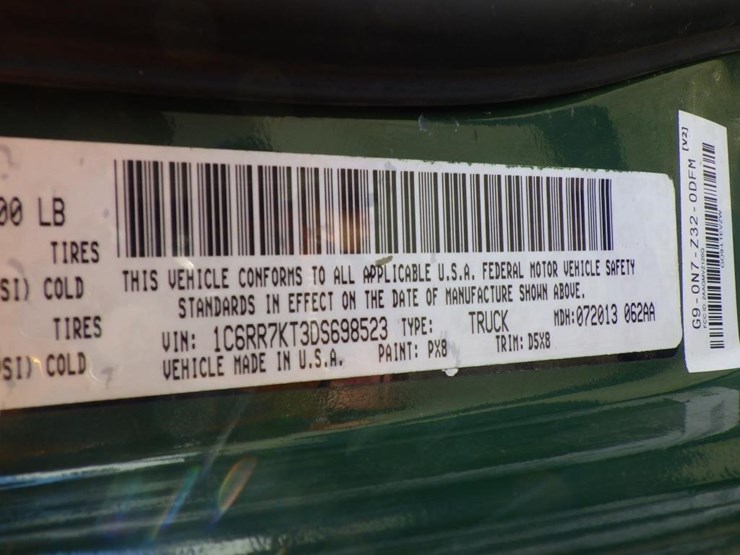 00 LB
TIRES
SI) COLD
TIRES
SI) COLD
THIS VEHICLE CONFORMS TO ALL APPLICABLE U.S.A. FEDERAL MOTOR VEHICLE SAFETY
STANDARDS IN EFFECT ON THE DATE OF MANUFACTURE SHOWN ABOVE.
VIN: 1C6RR7KT3DS698523 TYPE: TRUCK MDH:072013 062AA
VEHICLE MADE IN U.S.A. PAINT: PX8 TRIM: D5X8
G9-0N7-Z32-0DFM [V2]